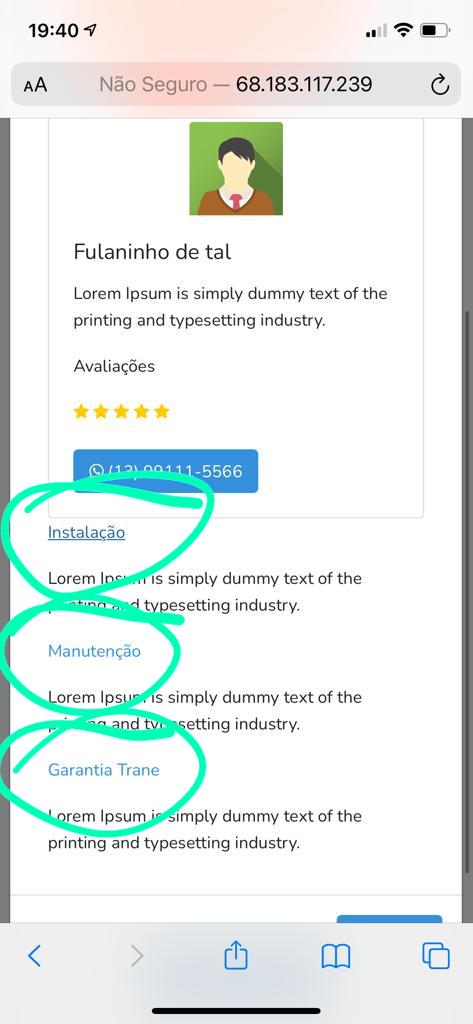 19:40
AA Não Seguro — 68.183.117.239
Fulaninho de tal
Lorem Ipsum is simply dummy text of the
printing and typesetting industry.
Avaliações
(13) 99111-5566
Instalação
Lorem Ipsum is simply dummy text of the
printing and typesetting industry.
Manutenção
Lorem Ipsum is simply dummy text of the
printing and typesetting industry.
Garantia Trane
Lorem Ipsum is simply dummy text of the
printing and typesetting industry.